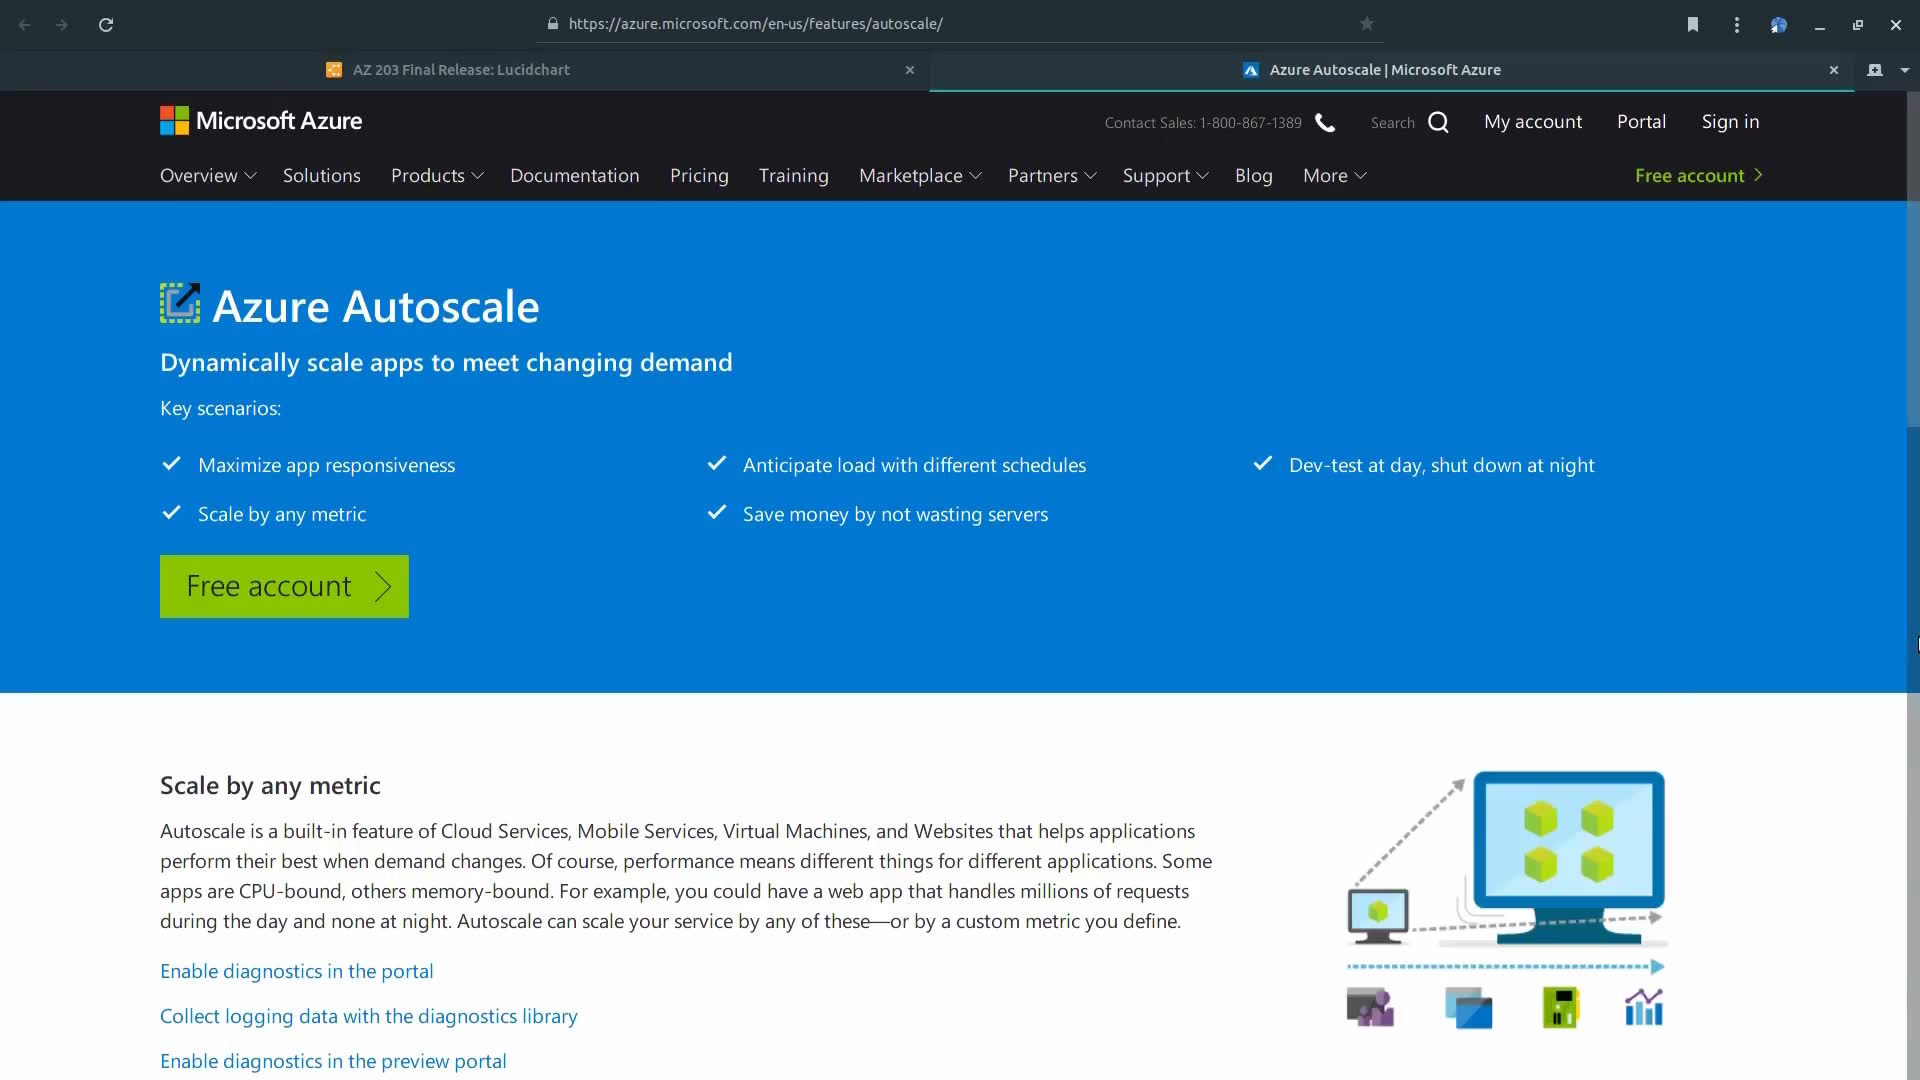 https://azure.microsoft.com/en-us/features/autoscale/
AZ 203 Final Release: Lucidchart
Azure Autoscale | Microsoft Azure
Microsoft Azure
Contact Sales: 1-800-867-1389
Search
My account
Portal
Sign in
Overview
Solutions
Products
Documentation
Pricing
Training
Marketplace
Partners
Support
Blog
More
Free account
Azure Autoscale
Dynamically scale apps to meet changing demand
Key scenarios:
Maximize app responsiveness
Anticipate load with different schedules
Dev-test at day, shut down at night
Scale by any metric
Save money by not wasting servers
Free account
Scale by any metric
Autoscale is a built-in feature of Cloud Services, Mobile Services, Virtual Machines, and Websites that helps applications
perform their best when demand changes. Of course, performance means different things for different applications. Some
apps are CPU-bound, others memory-bound. For example, you could have a web app that handles millions of requests
during the day and none at night. Autoscale can scale your service by any of these—or by a custom metric you define.
Enable diagnostics in the portal
Collect logging data with the diagnostics library
Enable diagnostics in the preview portal